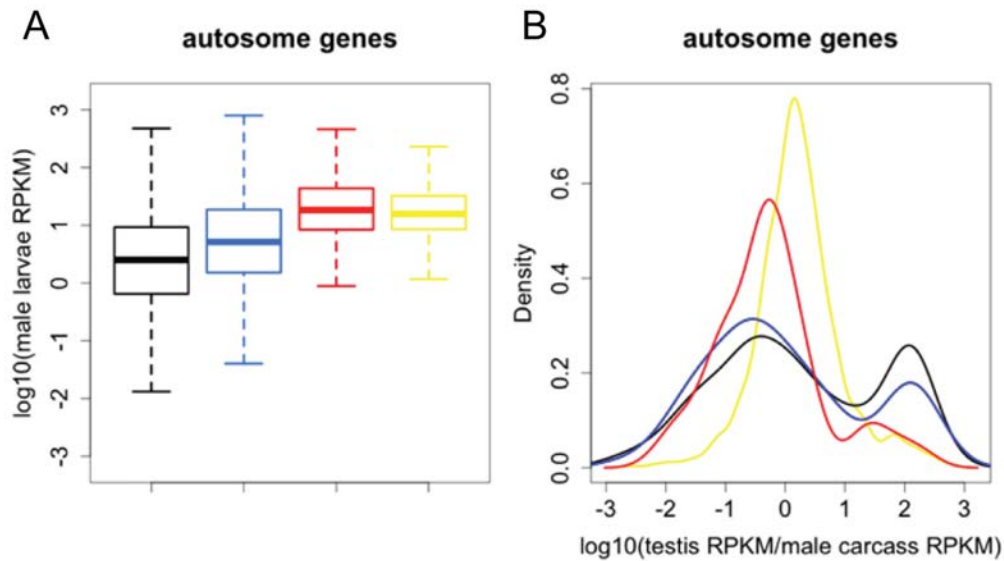 A
autosome genes
log10(male larvae RPKM)
3
2
1
0
-1
-2
-3
B
autosome genes
Density
0.8
0.6
0.4
0.2
0.0
-3 -2 -1 0 1 2 3
log10(testis RPKM/male carcass RPKM)